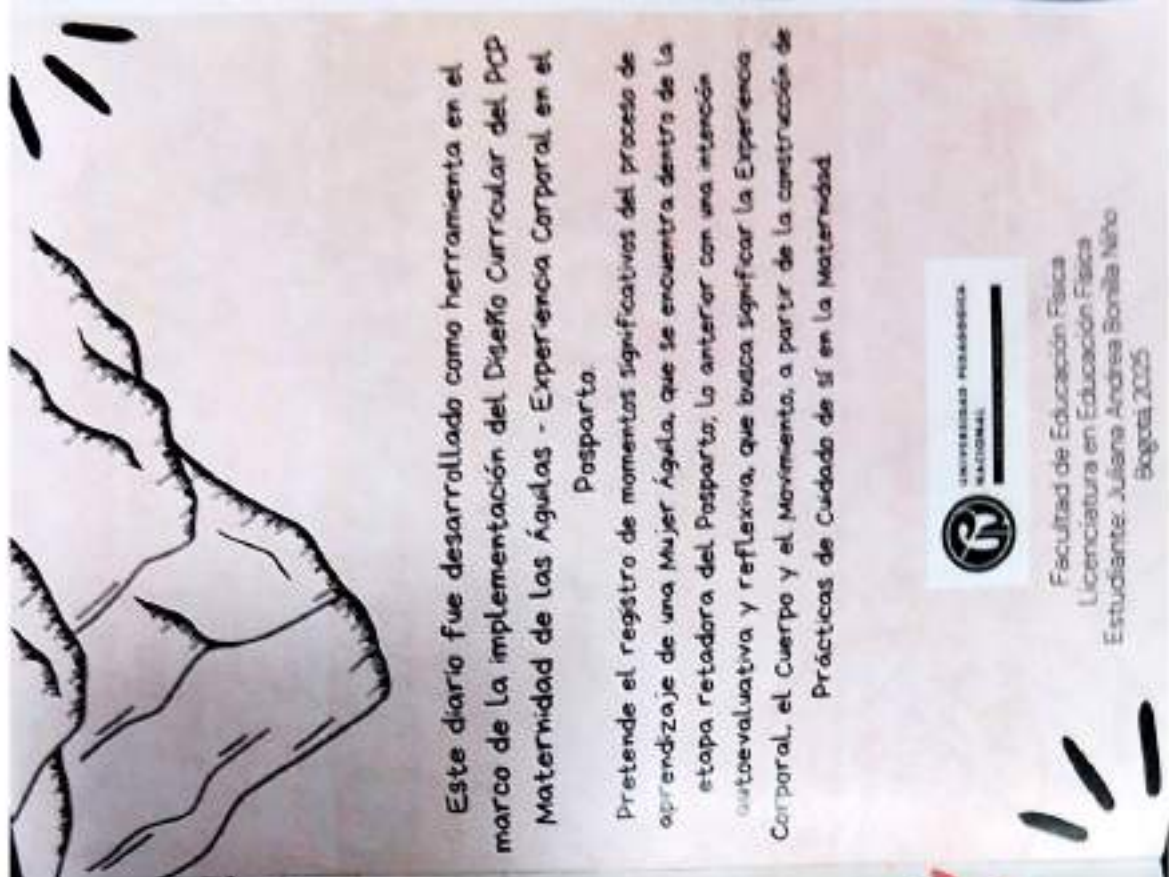 Este diario fue desarrollado como herramienta en el
marco de la implementación del Diseño Curricular del PCP
Maternidad de las Águilas - Experiencia Corporal en el
Posparto.
Pretende el registro de momentos significativos del proceso de
aprendizaje de una Mujer Águila, que se encuentra dentro de la
etapa retadora del Posparto, lo anterior con una intención
autoevaluativa y reflexiva, que busca significar la Experiencia
Corporal, el Cuerpo y el Movimiento, a partir de la construcción de
Prácticas de Cuidado de sí en la Maternidad.
UNIVERSIDAD PEDAGOGICA
NACIONAL
Facultad de Educación Física
Licenciatura en Educación Física
Estudiante: Juliana Andrea Bonilla Niño
Bogotá, 2025